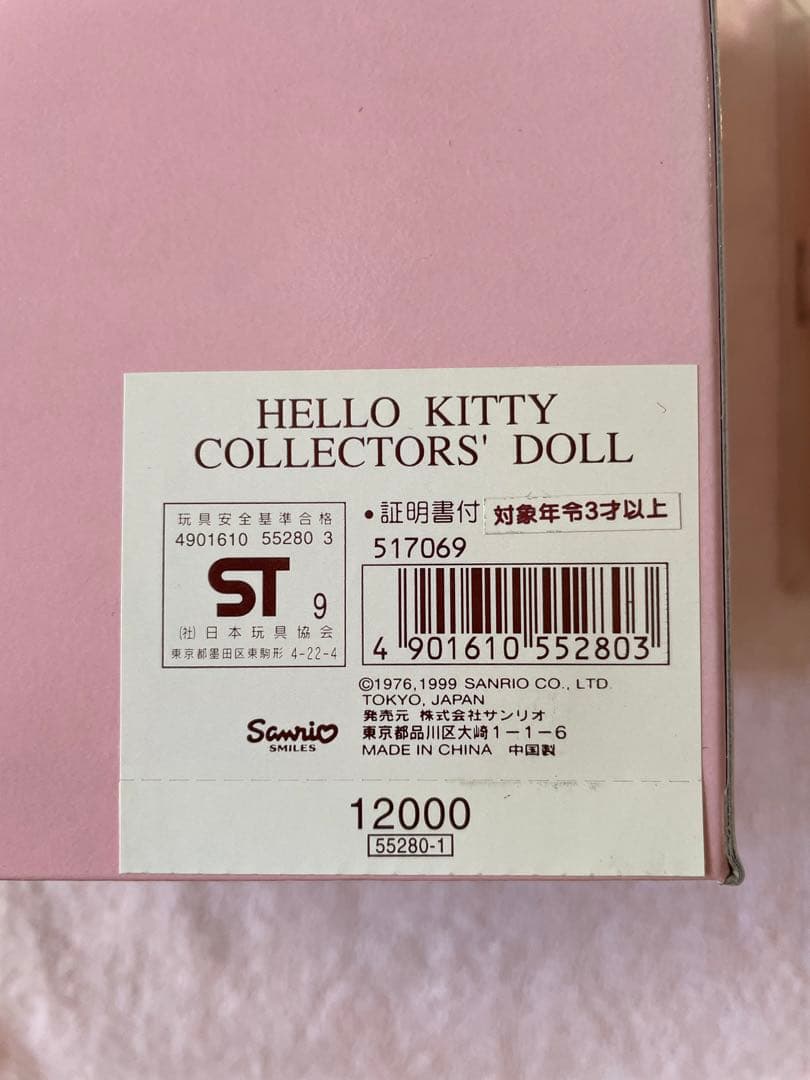 HELLO KITTY
COLLECTORS' DOLL
玩具安全基準合格
4901610 55280 3
ST 9
(社)日本玩具協会
東京都墨田区東駒形 4-22-4
•証明書付
対象年令3才以上
517069
4 901610 552803
©1976,1999 SANRIO CO., LTD.
TOKYO, JAPAN
発売元 株式会社サンリオ
東京都品川区大崎1-1-6
MADE IN CHINA 中国製
Sanrio
SMILES
12000
55280-1